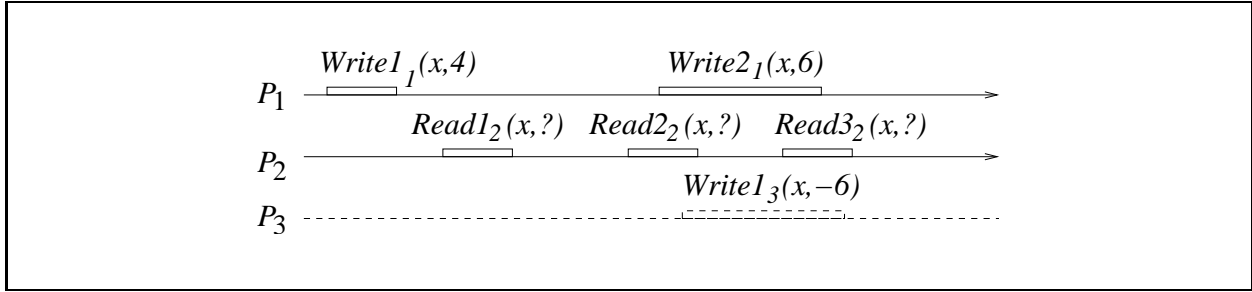 Write1₁(x,4) Write2₁(x,6)
P₁
Read1₂(x,?) Read2₂(x,?) Read3₂(x,?)
P₂
Write1₃(x,−6)
P₃